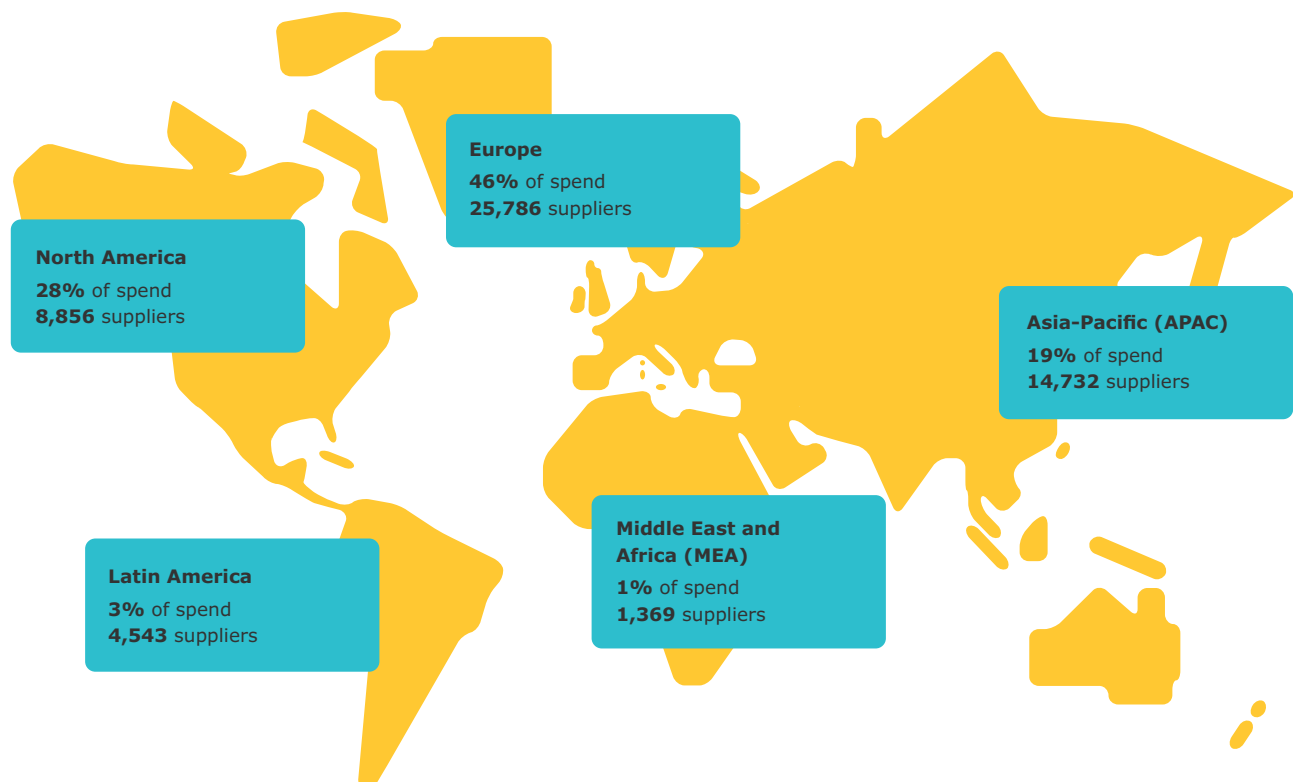 Europe
46% of spend
25,786 suppliers
North America
28% of spend
8,856 suppliers
Asia-Pacific (APAC)
19% of spend
14,732 suppliers
Middle East and
Africa (MEA)
1% of spend
1,369 suppliers
Latin America
3% of spend
4,543 suppliers